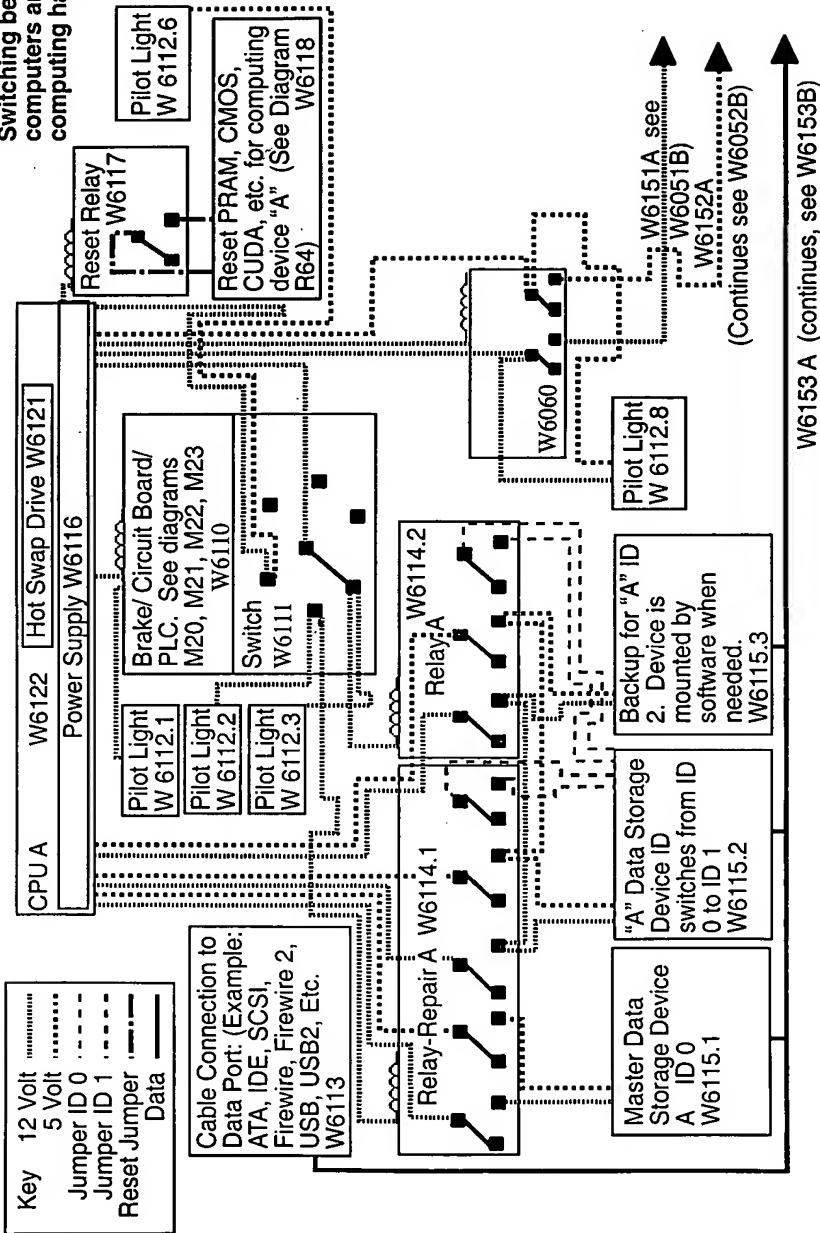 Switching be
computers ar
computing ha
Key 12 Volt
5 Volt
Jumper ID 0
Jumper ID 1
Reset Jumper
Data
CPU A W6122 Hot Swap Drive W6121
Power Supply W6116
Reset Relay
W6117
Pilot Light
W 6112.6
Reset PRAM, CMOS,
CUDA, etc. for computing
device "A" (See Diagram
R64) W6118
Cable Connection to
Data Port: (Example:
ATA, IDE, SCSI,
Firewire, Firewire 2,
USB, USB2, Etc.
W6113
Pilot Light
W 6112.1
Pilot Light
W 6112.2
Pilot Light
W 6112.3
Brake/ Circuit Board/
PLC. See diagrams
M20, M21, M22, M23
W6110
Switch
W6111
W6060
Relay-Repair A W6114.1
Relay A W6114.2
Pilot Light
W 6112.8
W6151A see
W6051B)
W6152A
(Continues see W6052B)
Master Data
Storage Device
A ID 0
W6115.1
"A" Data Storage
Device ID
switches from ID
0 to ID 1
W6115.2
Backup for "A" ID
2. Device is
mounted by
software when
needed.
W6115.3
W6153 A (continues, see W6153B)